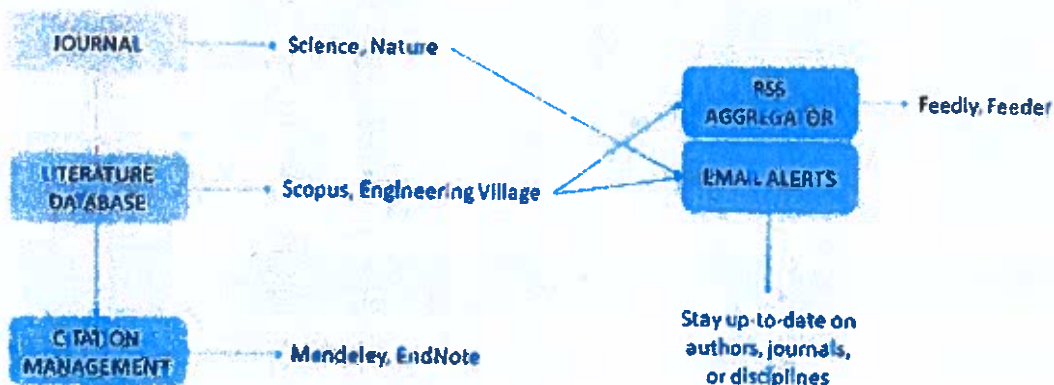 JOURNAL
Science, Nature
RSS
AGGREGATOR
Feedly, Feeder
LITERATURE
DATABASE
Scopus, Engineering Village
EMAIL ALERTS
CITATION
MANAGEMENT
Mendeley, EndNote
Stay up-to-date on
authors, journals,
or disciplines